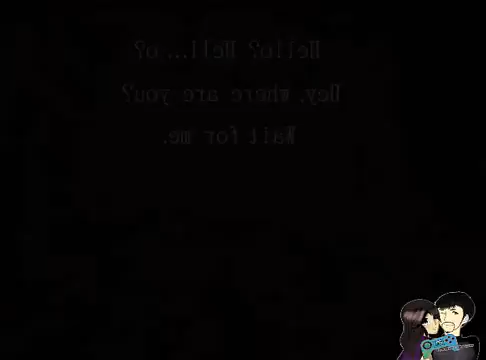 Hello? Hell....o?
Hey, where are you?
Wait for me.